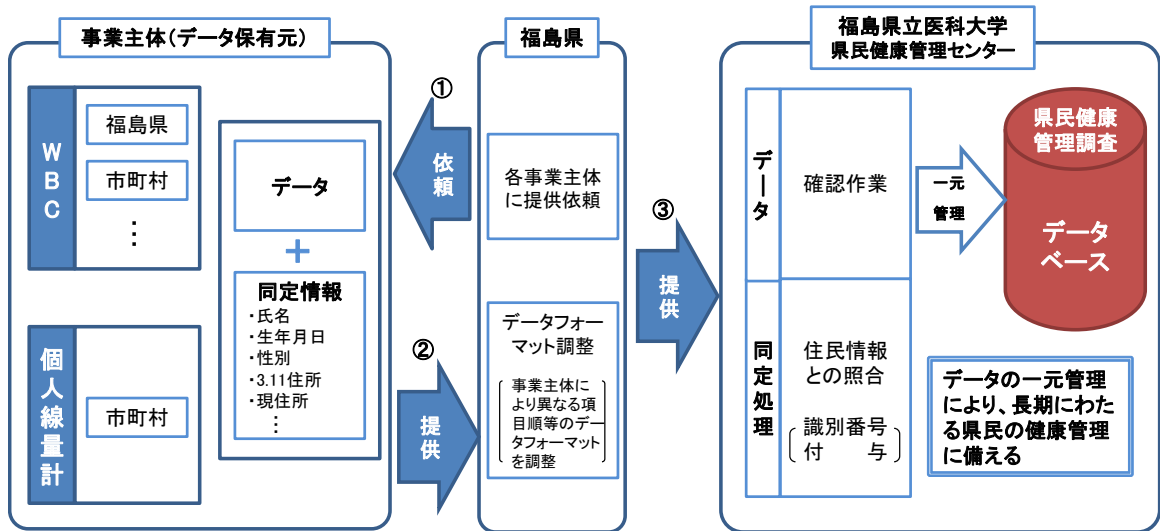 事業主体(データ保有元)
WBC
福島県
市町村
⋮
個人線量計
市町村
データ
+
同定情報
・氏名
・生年月日
・性別
・3.11住所
・現住所
⋮
①
依頼
②
提供
福島県
各事業主体
に提供依頼
データフォー
マット調整
事業主体に
より異なる項
目順等のデー
タフォーマット
を調整
③
提供
福島県立医科大学
県民健康管理センター
データ
確認作業
同定処理
住民情報
との照合
識別番号
付 与
一元
管理
県民健康
管理調査
データ
ベース
データの一元管理
により、長期にわた
る県民の健康管理
に備える